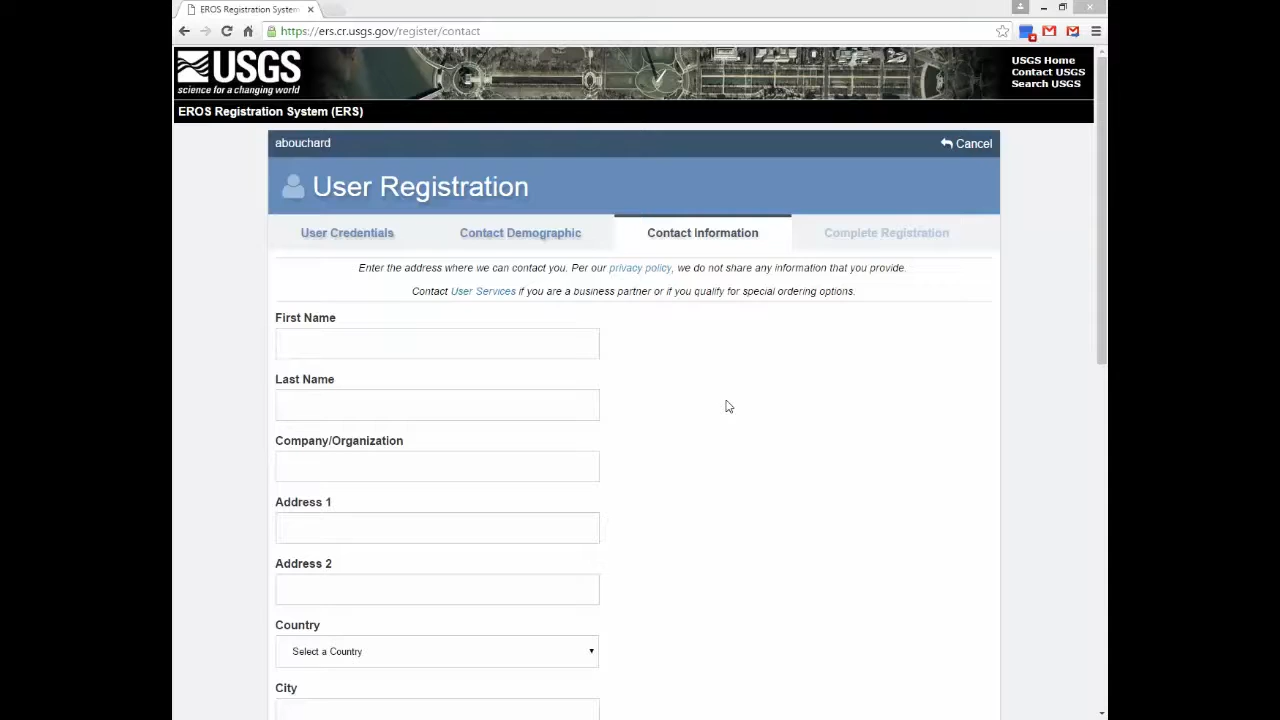 EROS Registration System
https://ers.cr.usgs.gov/register/contact
USGS
science for a changing world
USGS Home
Contact USGS
Search USGS
EROS Registration System (ERS)
abouchard
Cancel
User Registration
User Credentials
Contact Demographic
Contact Information
Complete Registration
Enter the address where we can contact you. Per our privacy policy, we do not share any information that you provide.
Contact User Services if you are a business partner or if you qualify for special ordering options.
First Name
Last Name
Company/Organization
Address 1
Address 2
Country
Select a Country
City